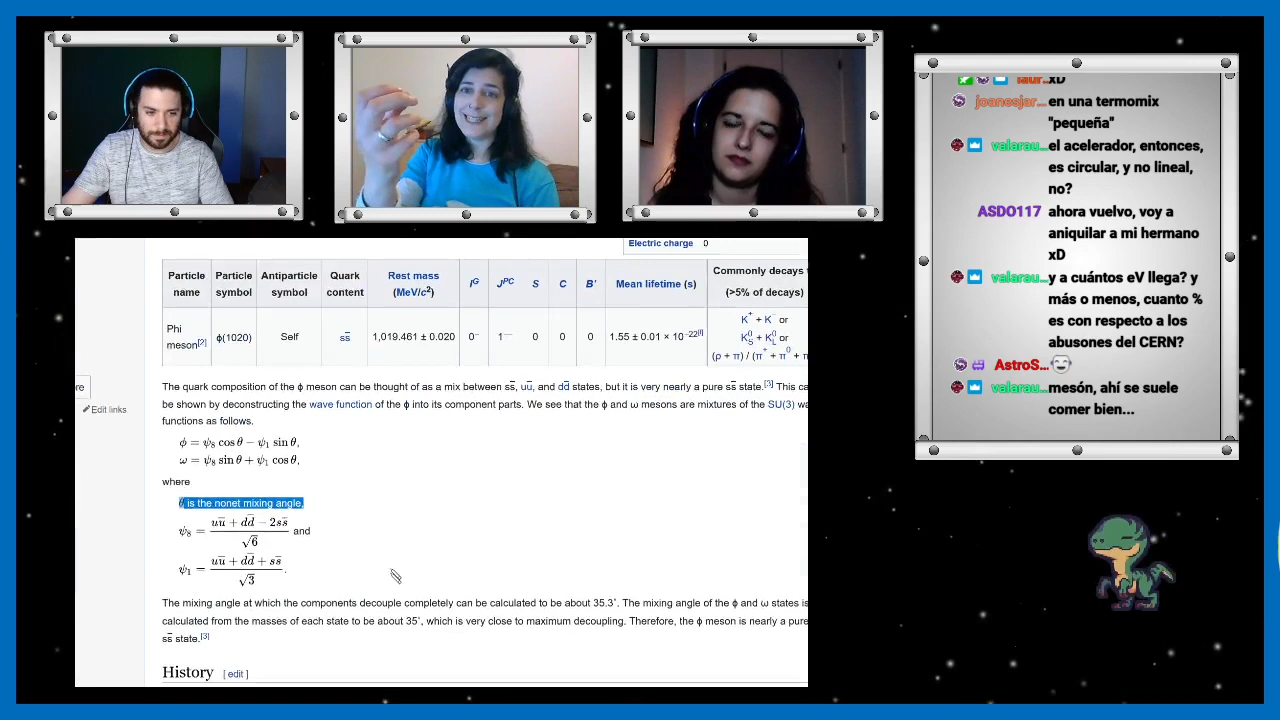 Electric charge 0
Particle name
Particle symbol
Antiparticle symbol
Quark content
Rest mass (MeV/c²)
Iᴳ
Jᴾᶜ
S
C
B'
Mean lifetime (s)
Commonly decays
(>5% of decays)
Phi meson[2]
ϕ(1020)
Self
ss̅
1,019.461 ± 0.020
0⁻
1⁻⁻
0
0
0
1.55 ± 0.01 × 10⁻²²[f]
K⁺ + K⁻ or
K⁰S + K⁰L or
(ρ + π) / (π⁺ + π⁰ + π
re
Edit links
The quark composition of the ϕ meson can be thought of as a mix between ss̅, uu̅, and dd̅ states, but it is very nearly a pure ss̅ state.[3] This ca
be shown by deconstructing the wave function of the ϕ into its component parts. We see that the ϕ and ω mesons are mixtures of the SU(3) wa
functions as follows.
ϕ = ψ₈ cos θ − ψ₁ sin θ,
ω = ψ₈ sin θ + ψ₁ cos θ,
where
θ is the nonet mixing angle,
ψ₈ = (uu̅ + dd̅ − 2ss̅)/√6 and
ψ₁ = (uu̅ + dd̅ + ss̅)/√3.
The mixing angle at which the components decouple completely can be calculated to be about 35.3˚. The mixing angle of the ϕ and ω states is
calculated from the masses of each state to be about 35˚, which is very close to maximum decoupling. Therefore, the ϕ meson is nearly a pure
ss̅ state.[3]
History [ edit ]
xD
joanesjar... en una termomix
"pequeña"
valarau... el acelerador, entonces,
es circular, y no lineal,
no?
ASDO117 ahora vuelvo, voy a
aniquilar a mi hermano
xD
valarau... y a cuántos eV llega? y
más o menos, cuanto %
es con respecto a los
abusones del CERN?
AstroS...
valarau... mesón, ahí se suele
comer bien...